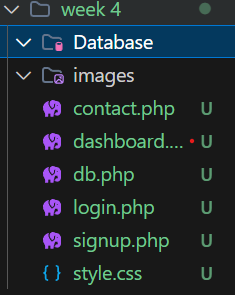 week 4
Database
images
contact.php U
dashboard.... U
db.php U
login.php U
signup.php U
{ } style.css U